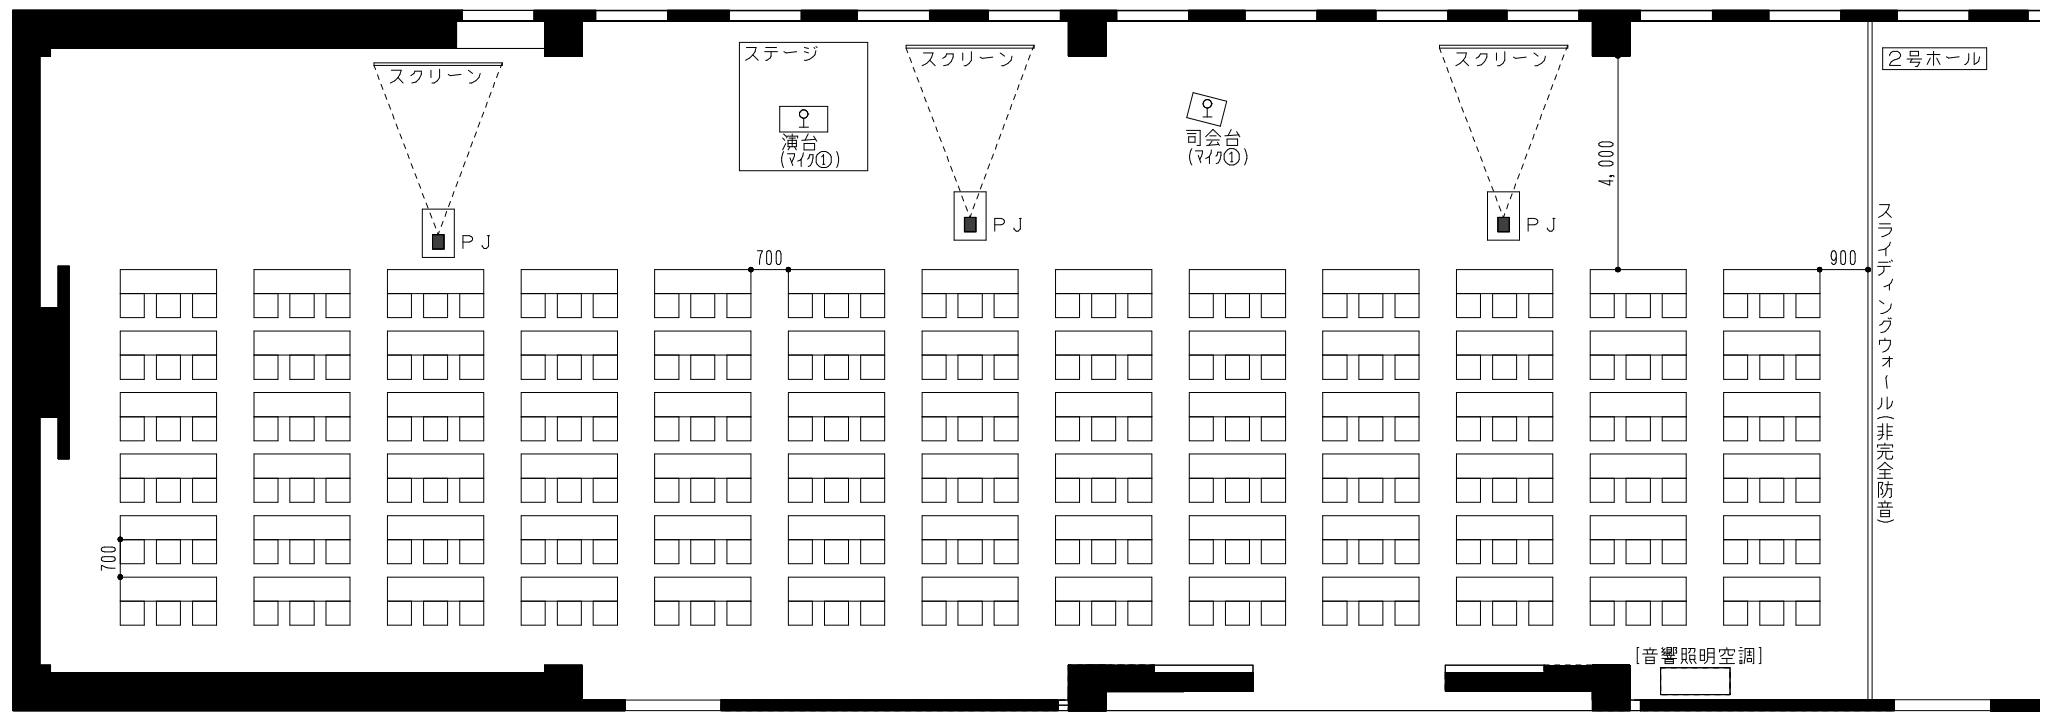 ステージ
スクリーン
スクリーン
スクリーン
２号ホール
演台
(ﾏｲｸ①)
司会台
(ﾏｲｸ①)
4,000
ＰＪ
ＰＪ
ＰＪ
700
900
スライディングウォール(非完全防音)
700
[音響照明空調]